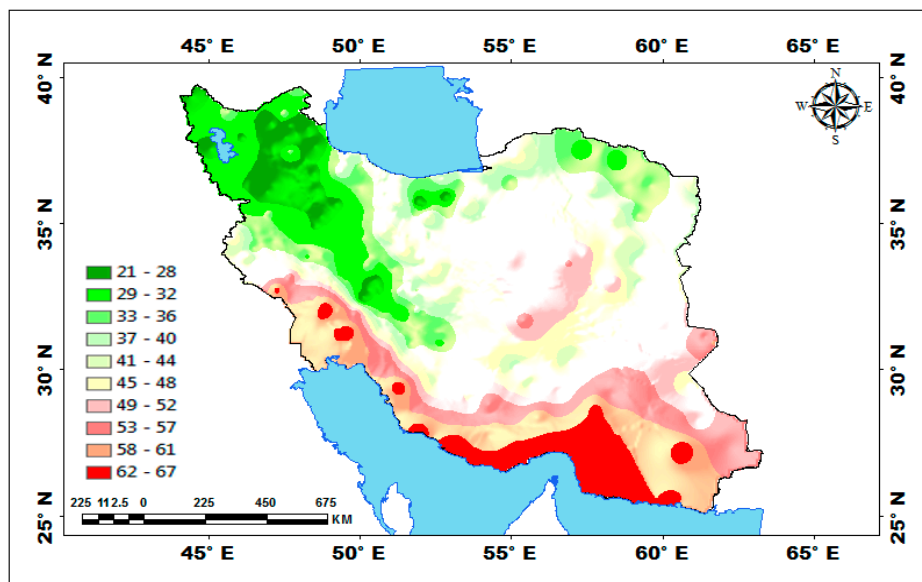 45° E 50° E 55° E 60° E 65° E
40° N 40° N
N
W E
S
35° N 35° N
21 - 28
29 - 32
33 - 36
37 - 40
41 - 44
45 - 48
49 - 52
53 - 57
58 - 61
62 - 67
30° N 30° N
225 112.5 0 225 450 675
KM
25° N 25° N
45° E 50° E 55° E 60° E 65° E